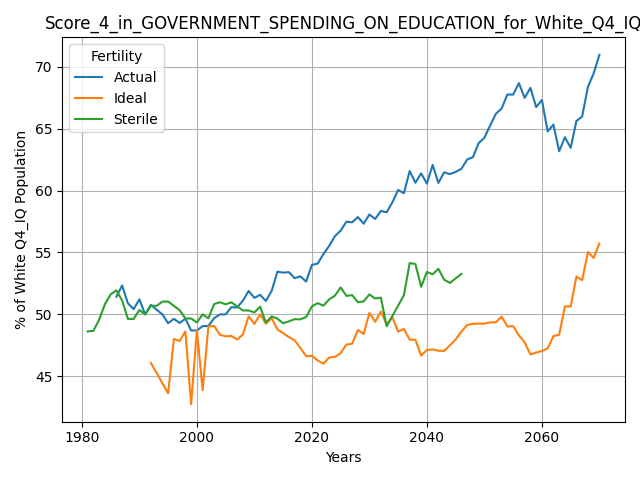 Score_4_in_GOVERNMENT_SPENDING_ON_EDUCATION_for_White_Q4_IQ
Fertility
Actual
Ideal
Sterile
% of White Q4_IQ Population
70
65
60
55
50
45
1980
2000
2020
2040
2060
Years